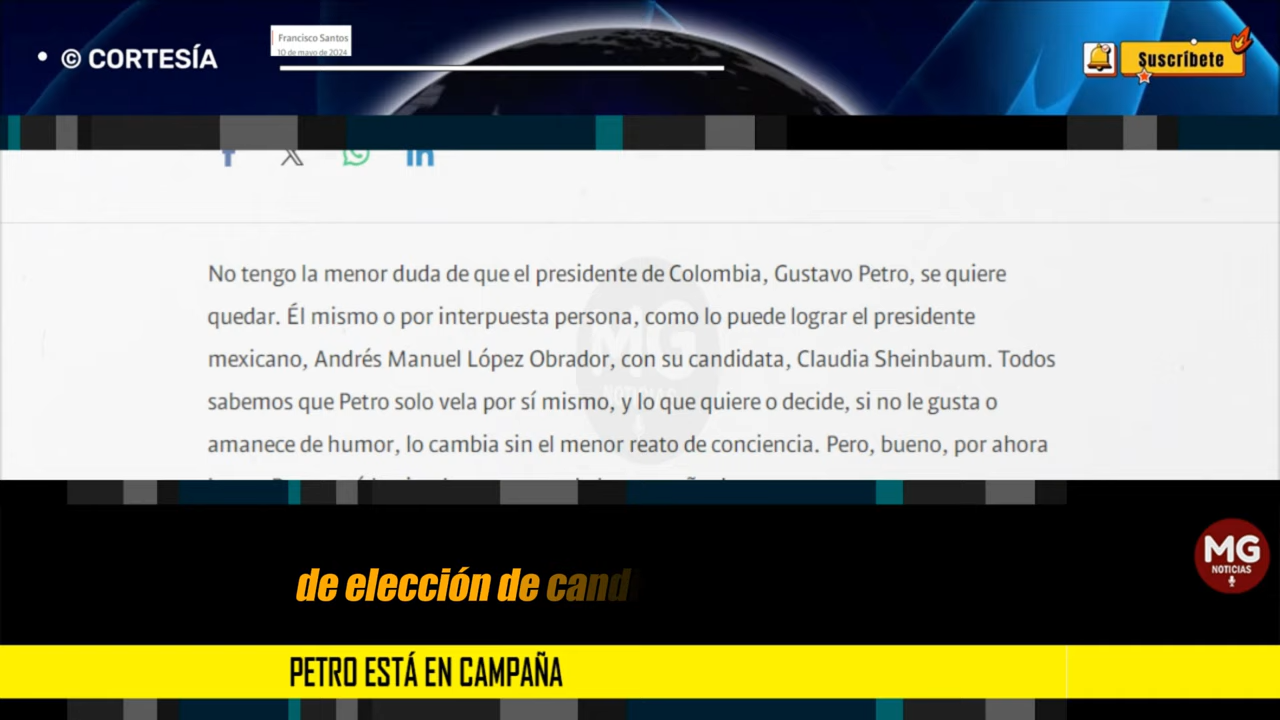 © CORTESÍA
Francisco Santos
10 de mayo de 2024
Suscríbete
No tengo la menor duda de que el presidente de Colombia, Gustavo Petro, se quiere
quedar. Él mismo o por interpuesta persona, como lo puede lograr el presidente
mexicano, Andrés Manuel López Obrador, con su candidata, Claudia Sheinbaum. Todos
sabemos que Petro solo vela por sí mismo, y lo que quiere o decide, si no le gusta o
amanece de humor, lo cambia sin el menor reato de conciencia. Pero, bueno, por ahora
MG
NOTICIAS
de elección de cand
MG
NOTICIAS
PETRO ESTÁ EN CAMPAÑA